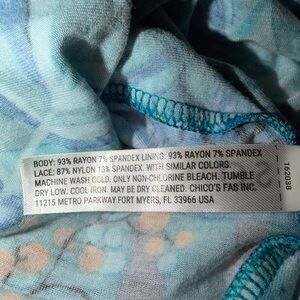 BODY: 93% RAYON 7% SPANDEX LINING: 93% RAYON 7% SPANDEX
LACE: 87% NYLON 13% SPANDEX. WITH SIMILAR COLORS.
MACHINE WASH COLD. ONLY NON-CHLORINE BLEACH. TUMBLE
DRY LOW. COOL IRON. MAY BE DRY CLEANED. CHICO'S FAS INC.
11215 METRO PARKWAY FORT MYERS, FL 33966 USA
162038